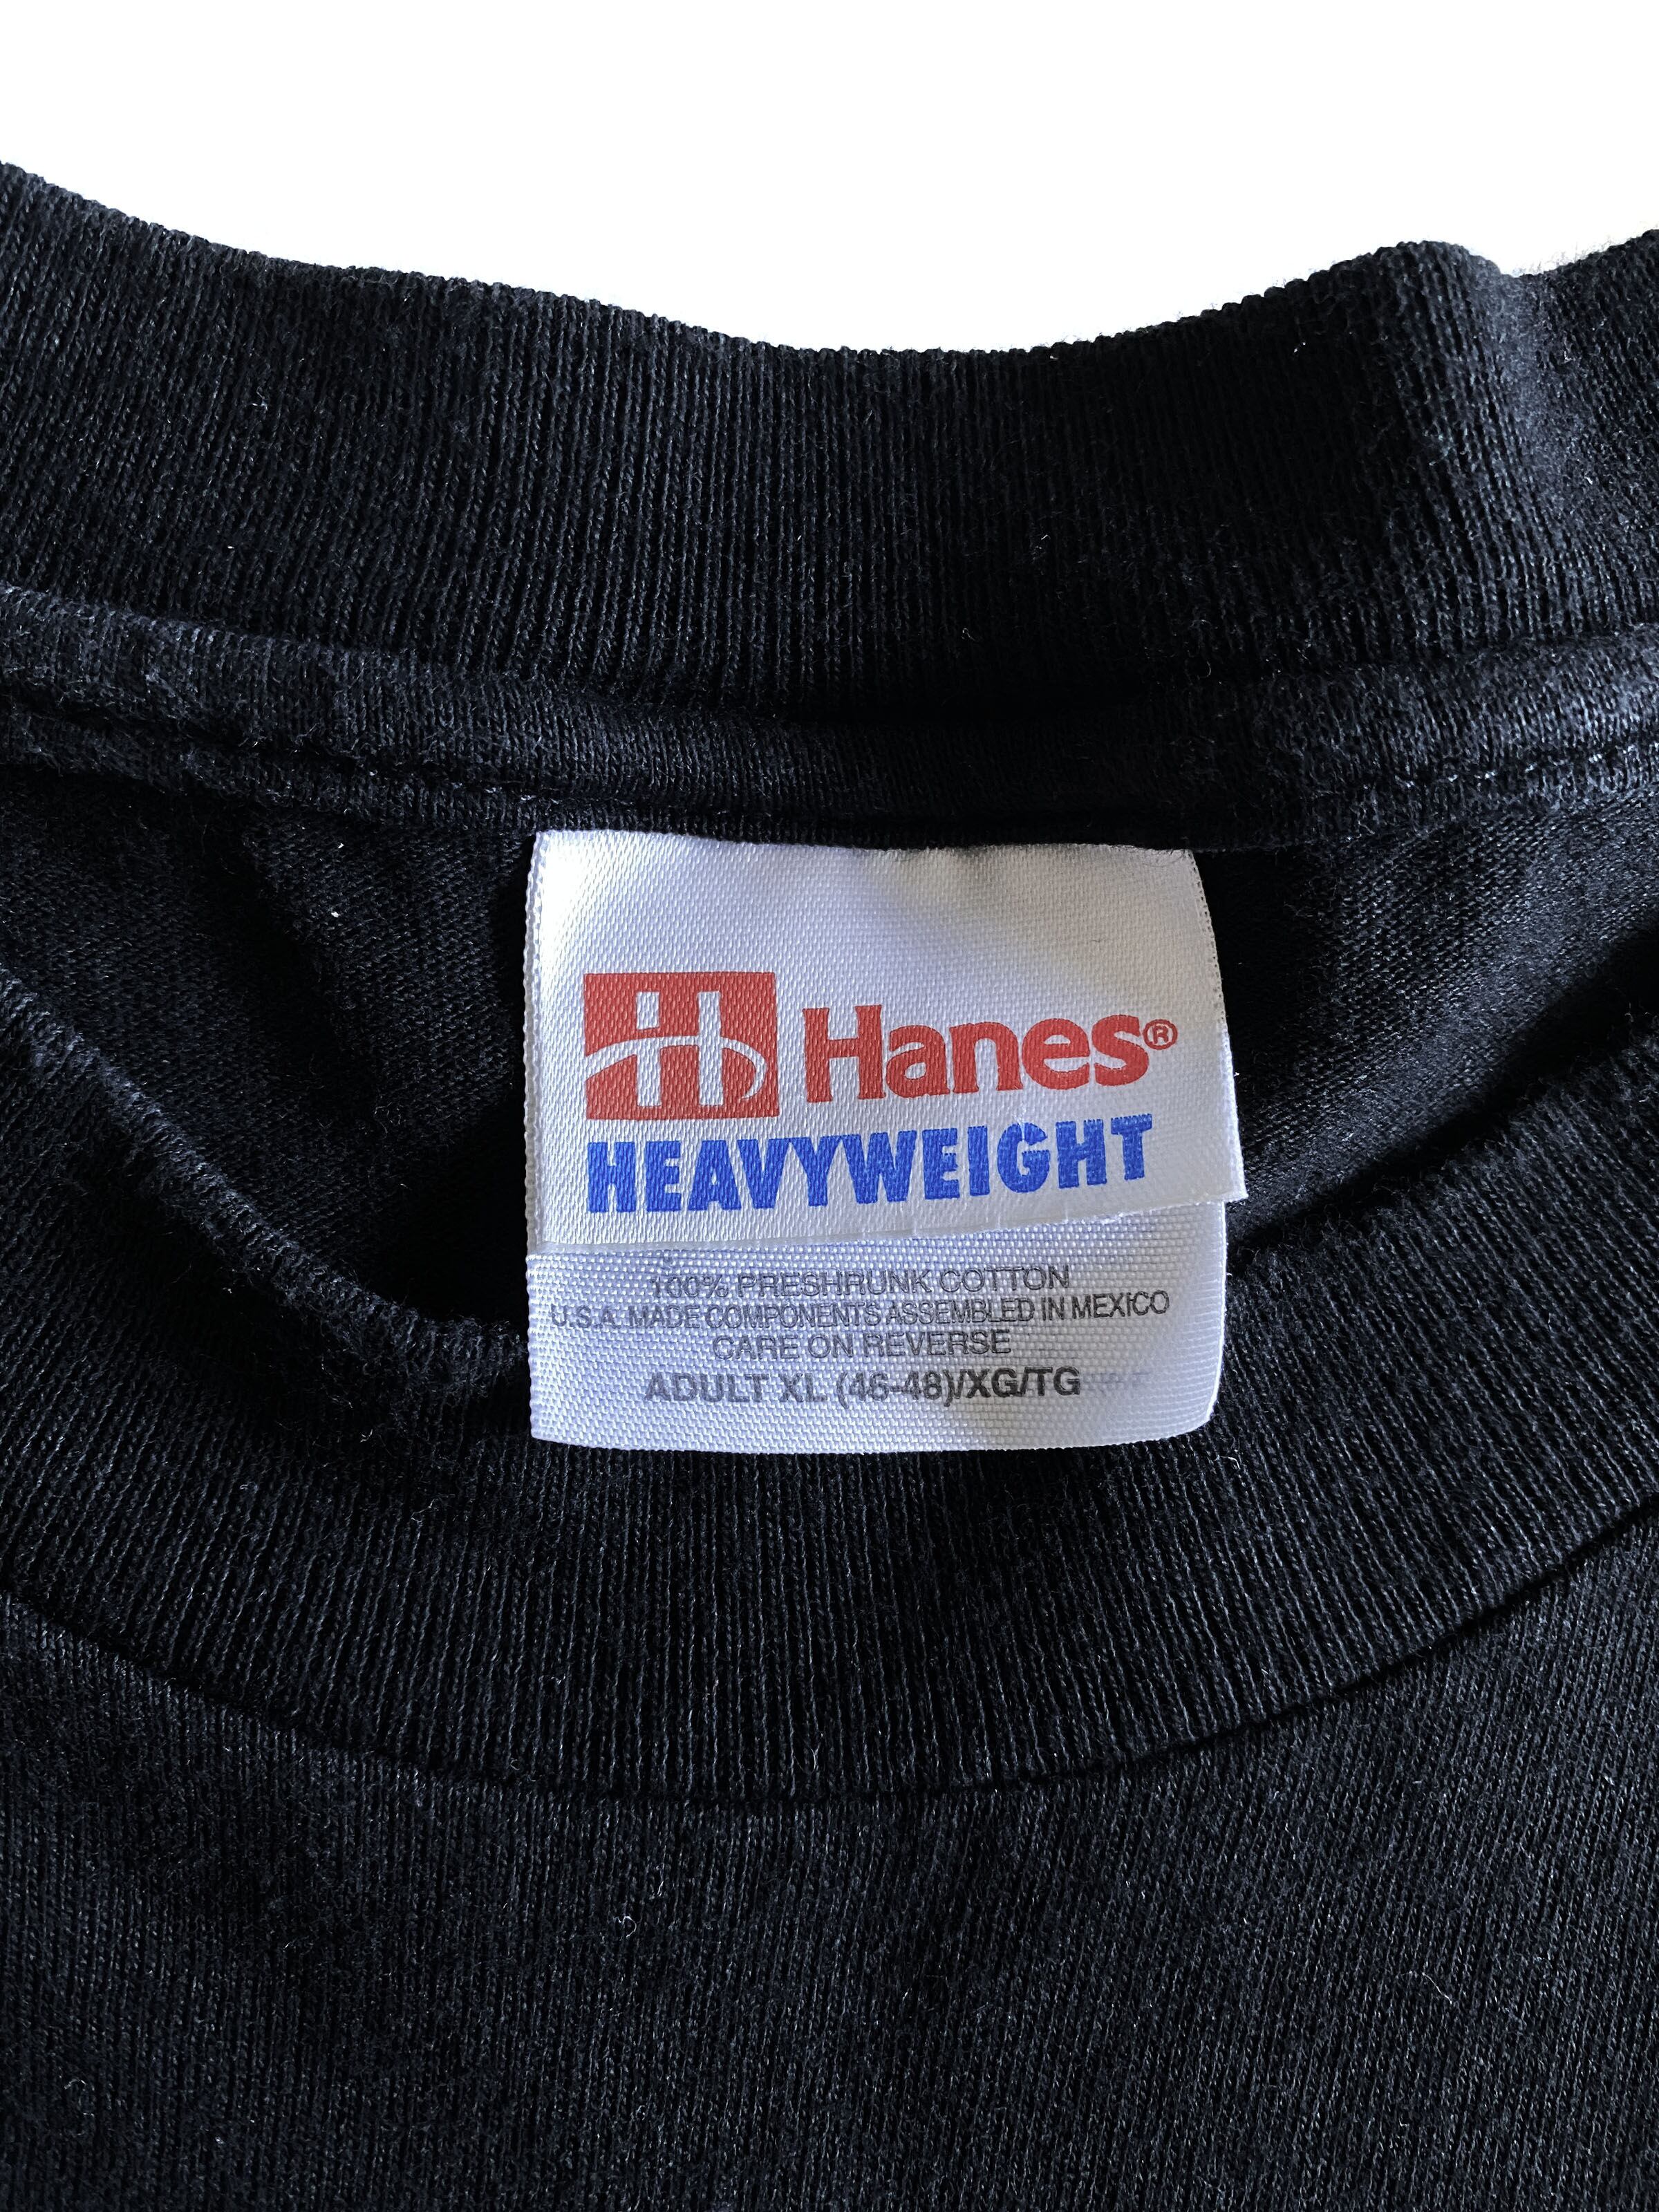 H Hanes®
HEAVYWEIGHT
100% PRESHRUNK COTTON
U.S.A. MADE COMPONENTS ASSEMBLED IN MEXICO
CARE ON REVERSE
ADULT XL (46-48)/XG/TG